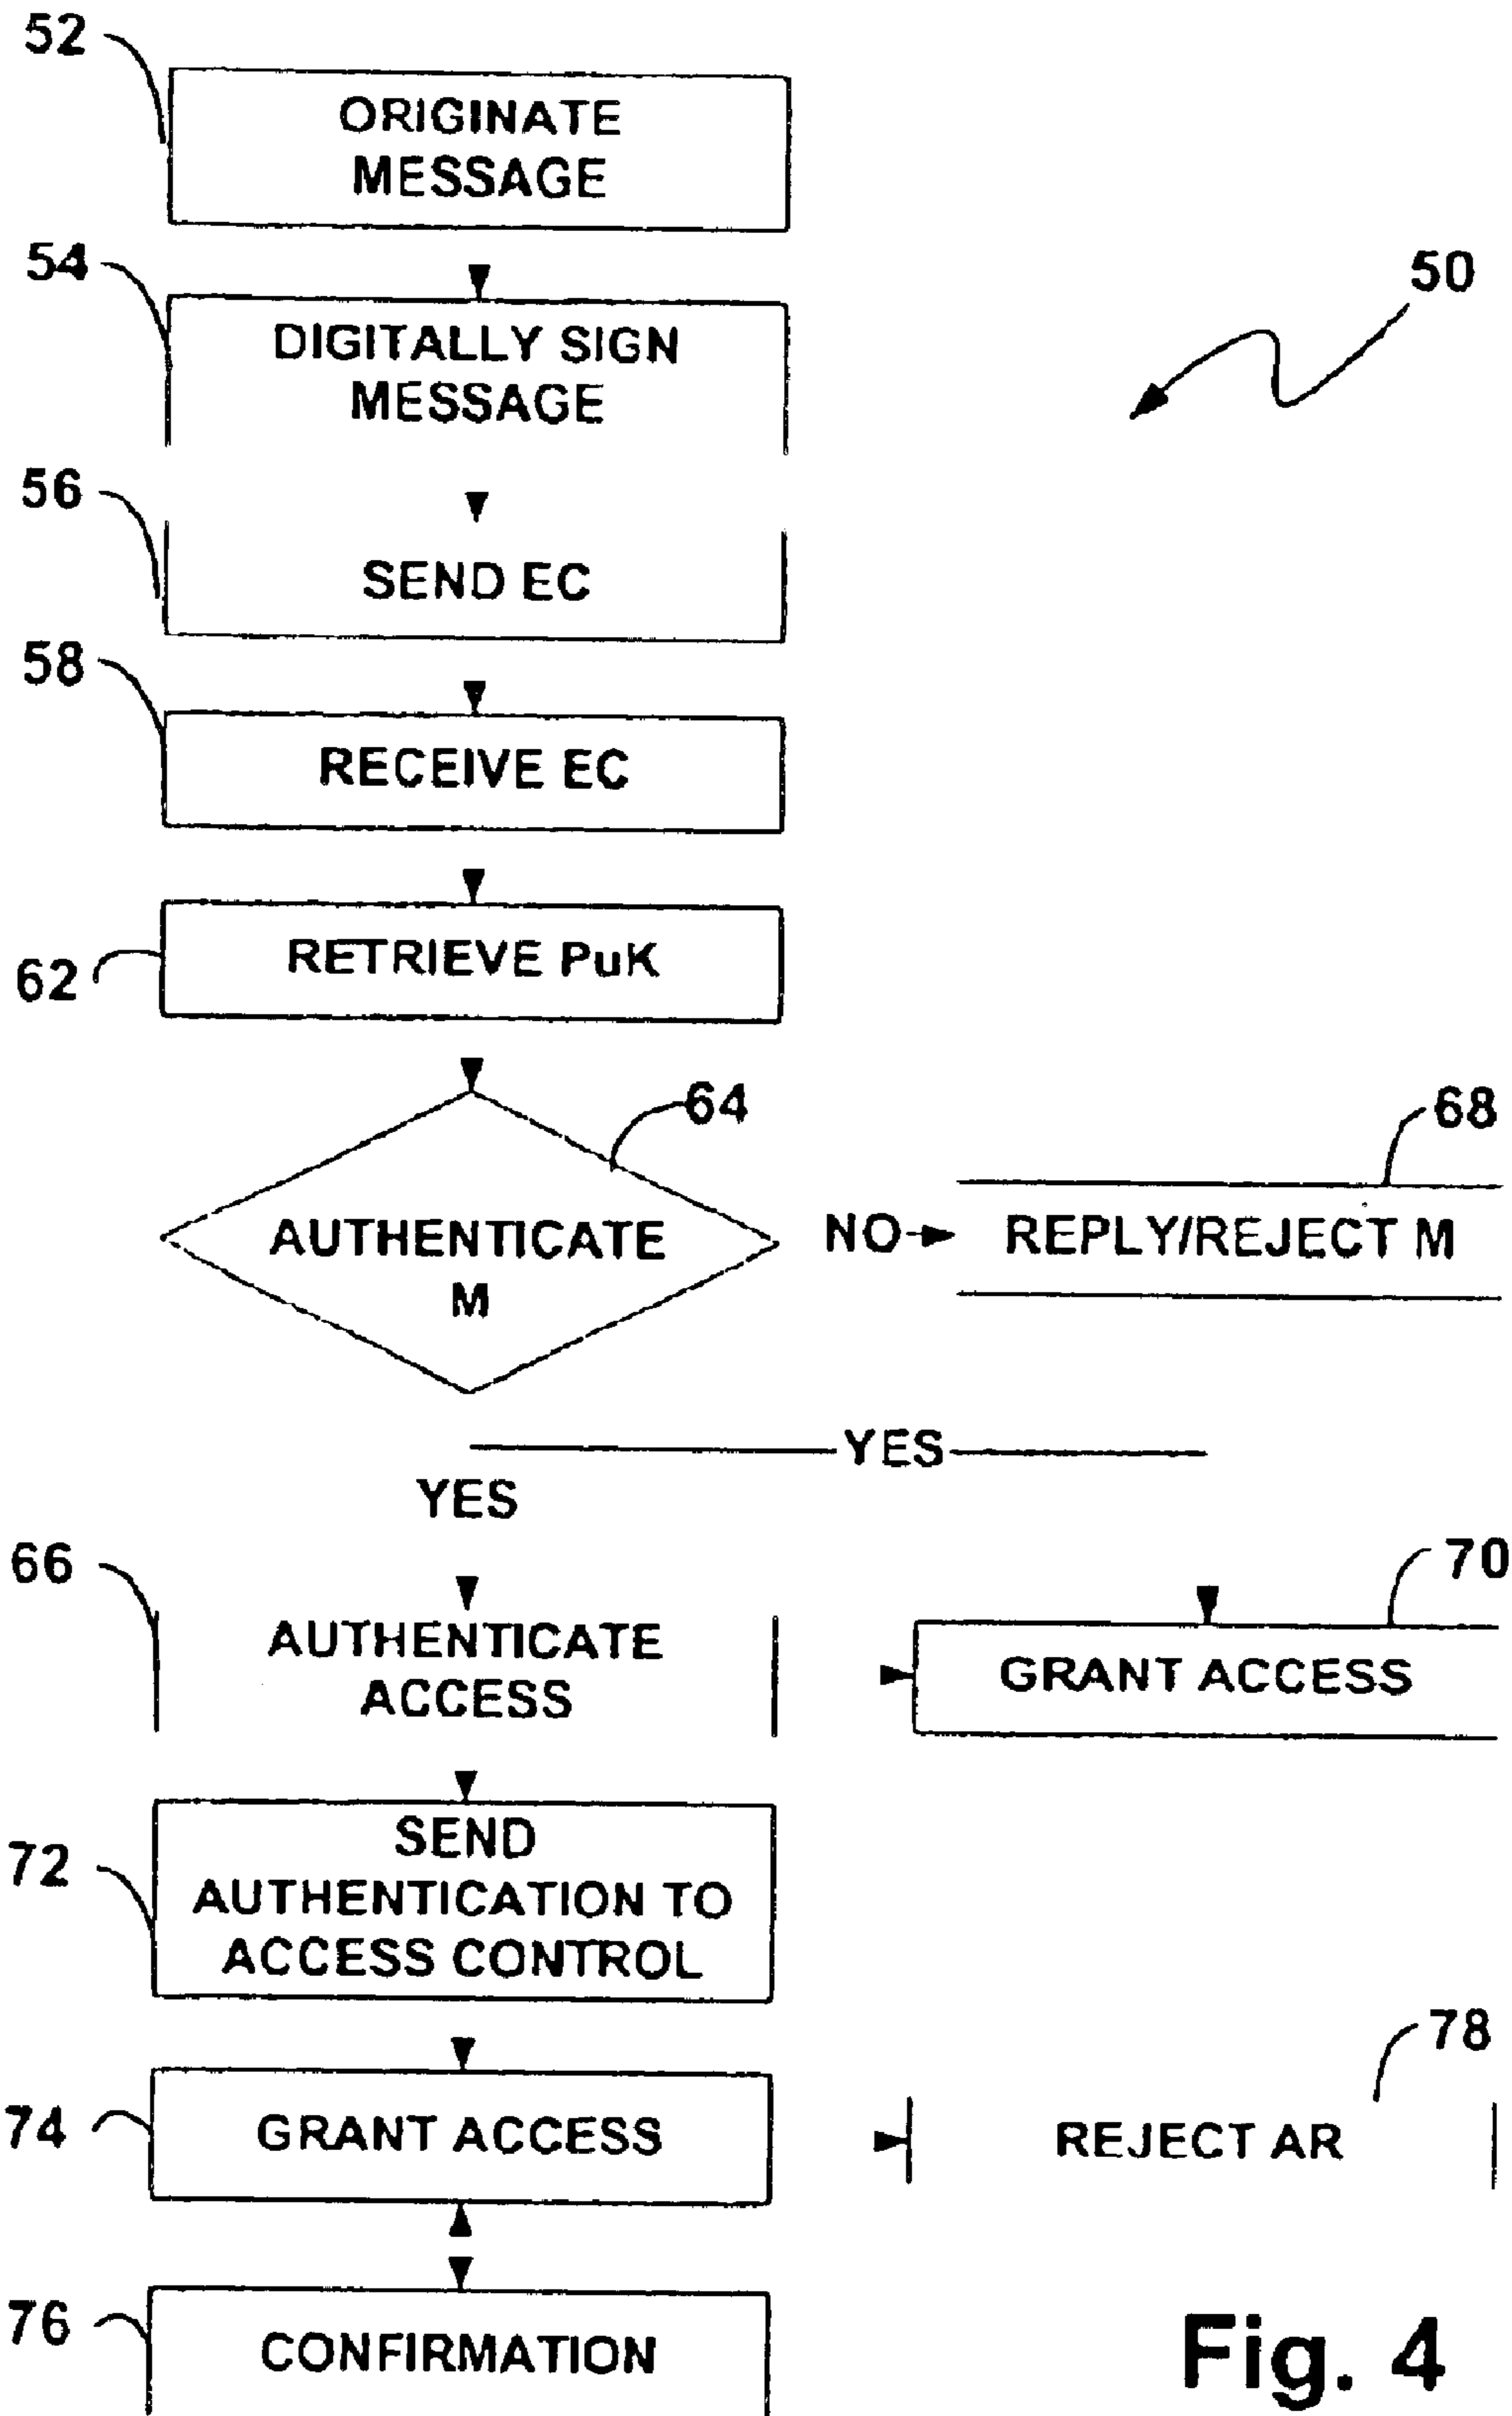 52
ORIGINATE
MESSAGE
54
DIGITALLY SIGN
MESSAGE
50
56
SEND EC
58
RECEIVE EC
62
RETRIEVE PuK
64
AUTHENTICATE
M
NO
68
REPLY/REJECT M
YES
YES
66
AUTHENTICATE
ACCESS
70
GRANT ACCESS
72
SEND
AUTHENTICATION TO
ACCESS CONTROL
74
GRANT ACCESS
78
REJECT AR
76
CONFIRMATION
Fig. 4